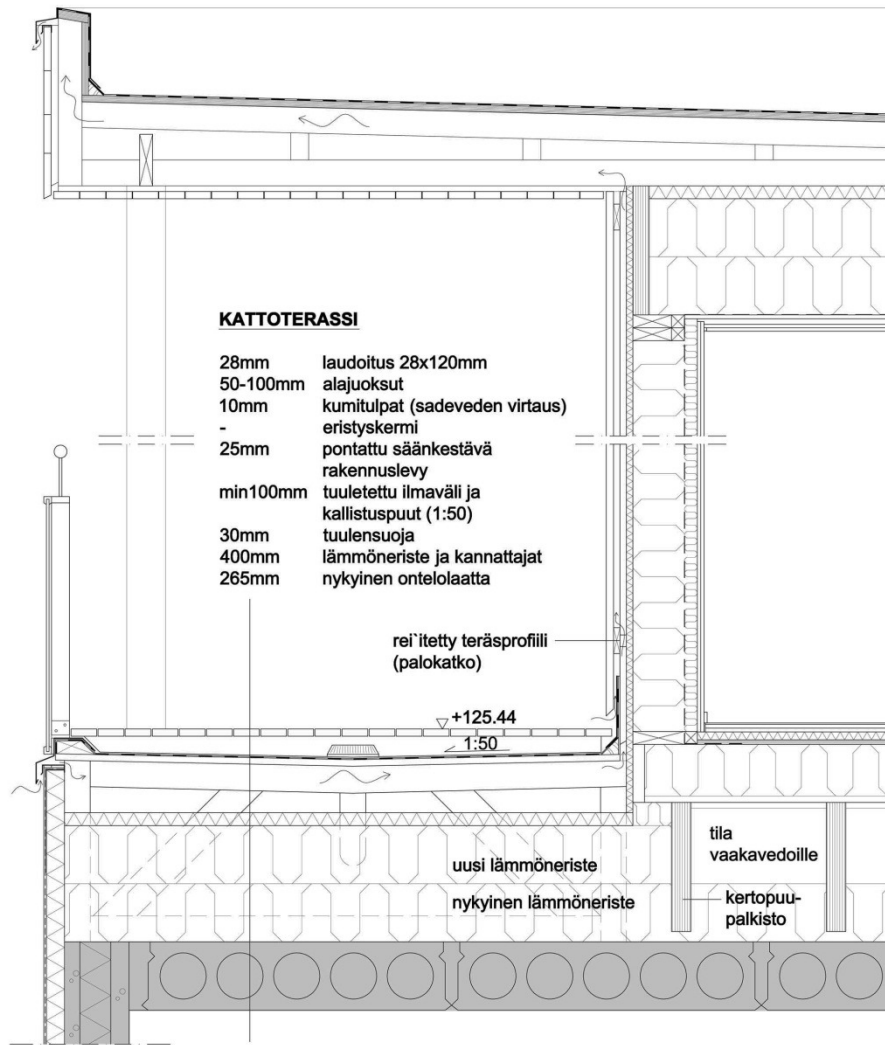 KATTOTERASSI
28mm laudoitus 28x120mm
50-100mm alajuoksut
10mm kumitulpat (sadeveden virtaus)
- eristyskermi
25mm pontattu säänkestävä
rakennuslevy
min100mm tuuletettu ilmaväli ja
kallistuspuut (1:50)
30mm tuulensuoja
400mm lämmöneriste ja kannattajat
265mm nykyinen ontelolaatta
rei`itetty teräsprofiili
(palokatko)
+125.44
1:50
uusi lämmöneriste
nykyinen lämmöneriste
tila
vaakavedoille
kertopuu-
palkisto